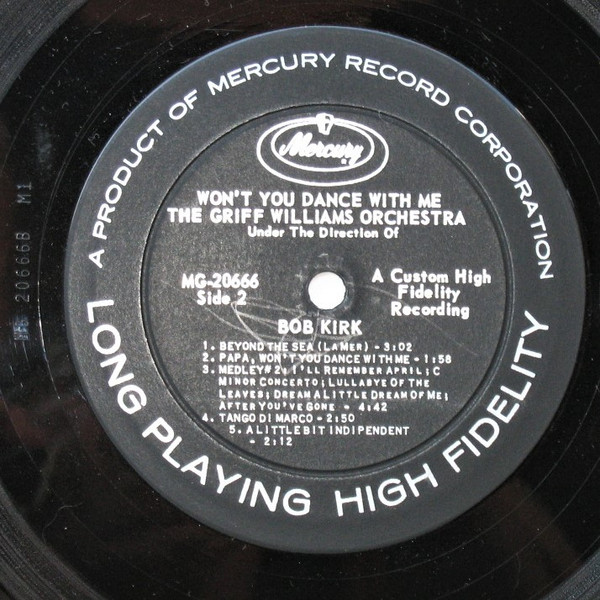 A PRODUCT OF MERCURY RECORD CORPORATION
Mercury
WON'T YOU DANCE WITH ME
THE GRIFF WILLIAMS ORCHESTRA
Under The Direction Of
MG-20666
Side 2
A Custom High
Fidelity
Recording
BOB KIRK
1. BEYOND THE SEA (LA MER) - 3:02
2. PAPA, WON'T YOU DANCE WITH ME - 1:58
3. MEDLEY #2 I'LL REMEMBER APRIL; C
MINOR CONCERTO; LULLABYE OF THE
LEAVES; DREAM A LITTLE DREAM OF ME;
AFTER YOU'VE GONE - 4:42
4. TANGO DI MARCO - 2:50
5. A LITTLE BIT INDIPENDENT
- 2:12
LONG PLAYING HIGH FIDELITY
20666B M1